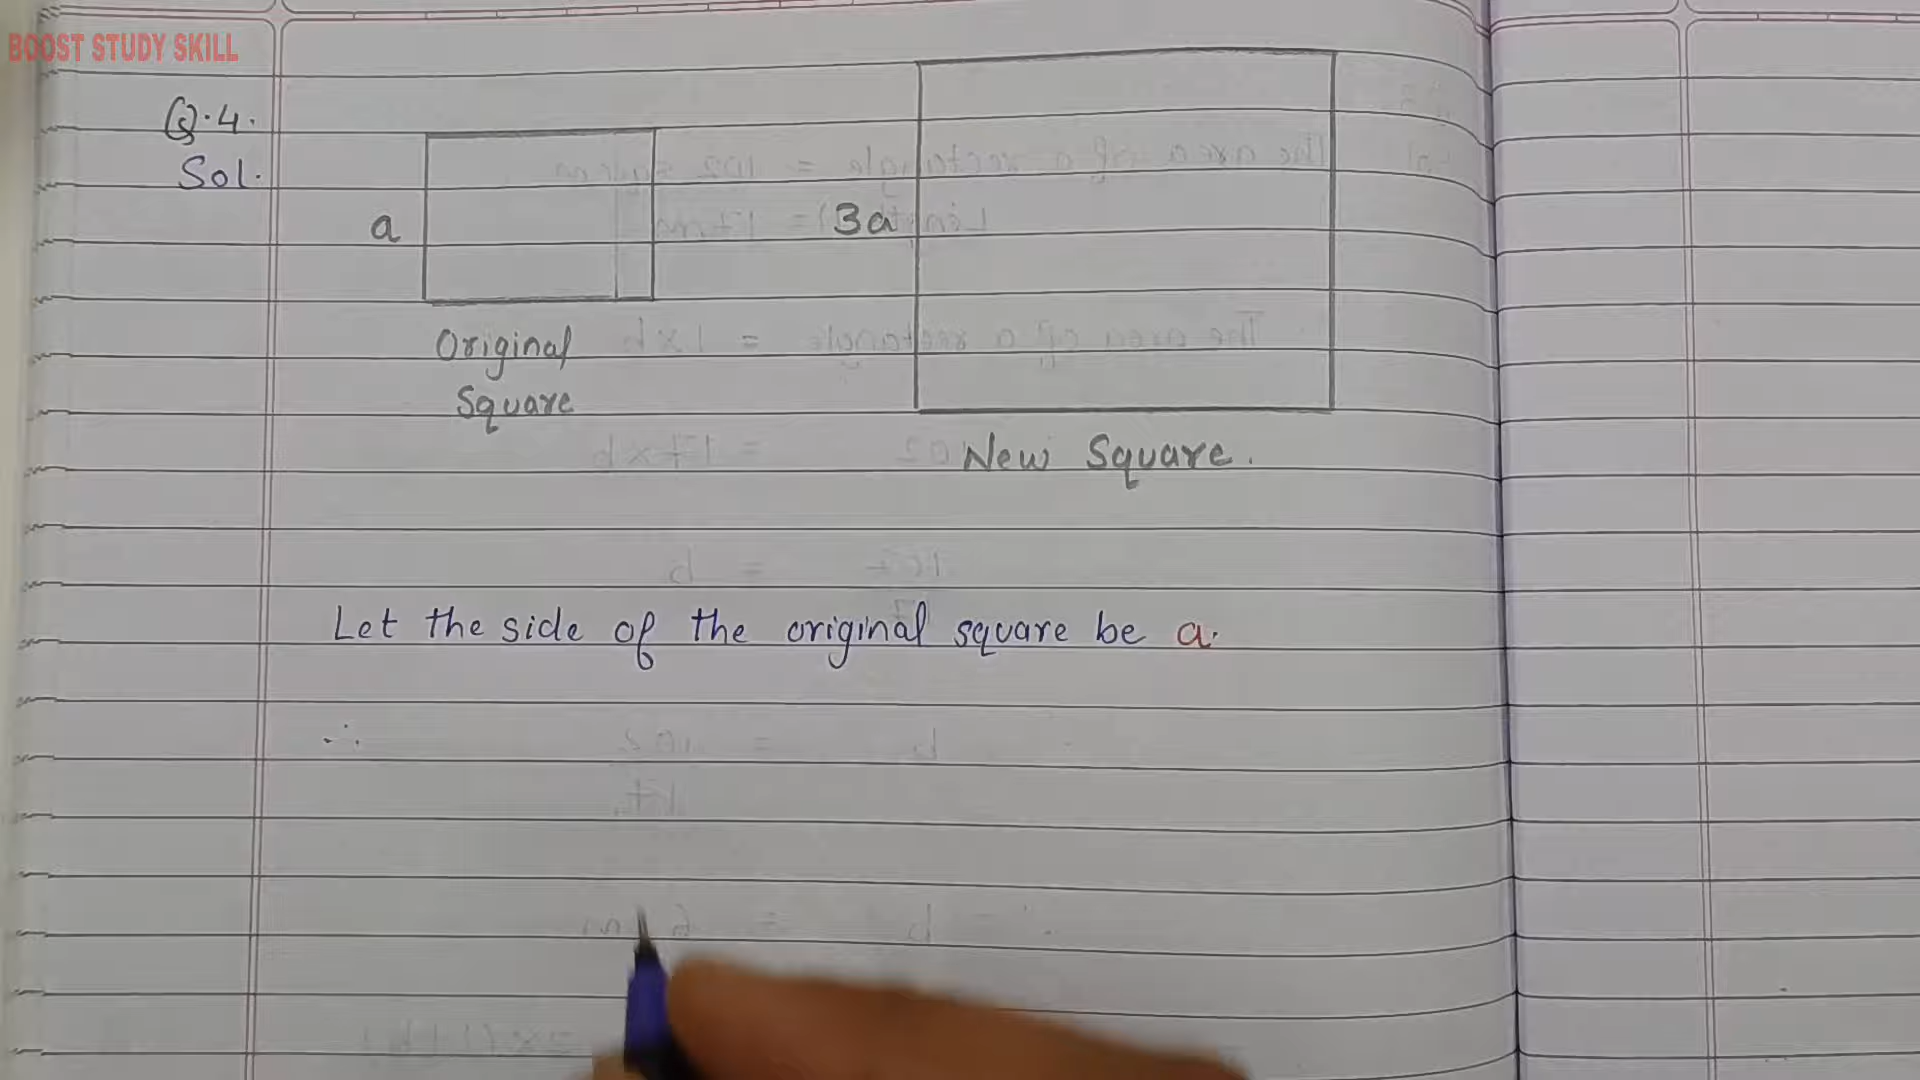 BOOST STUDY SKILL
Q.4.
Sol.
a
3a
Original
Square
New Square.
Let the side of the original square be a.
∴